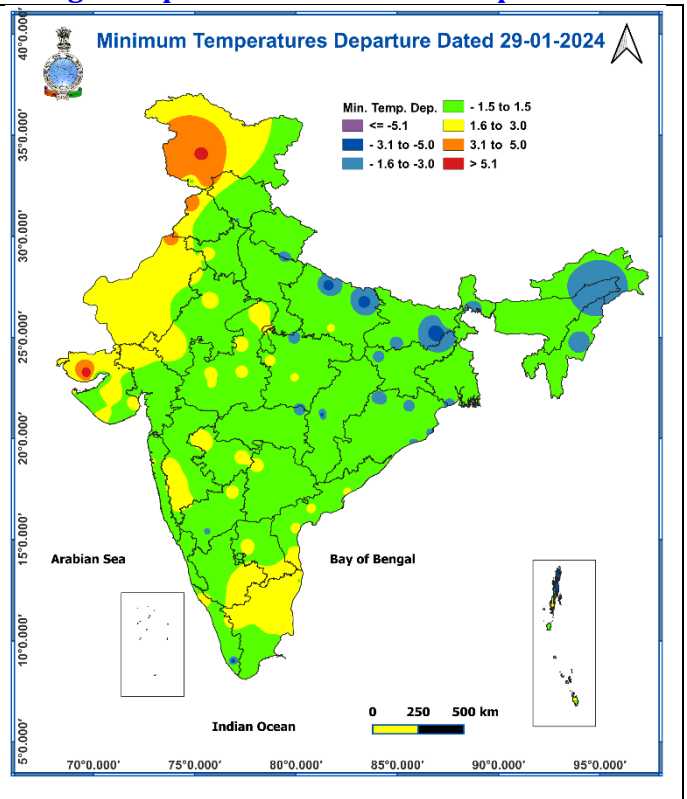 Minimum Temperatures Departure Dated 29-01-2024
Min. Temp. Dep.
<= -5.1
- 3.1 to -5.0
- 1.6 to -3.0
- 1.5 to 1.5
1.6 to 3.0
3.1 to 5.0
> 5.1
40°0.000'
35°0.000'
30°0.000'
25°0.000'
20°0.000'
15°0.000'
10°0.000'
5°0.000'
Arabian Sea
Bay of Bengal
Indian Ocean
0 250 500 km
70°0.000' 75°0.000' 80°0.000' 85°0.000' 90°0.000' 95°0.000'